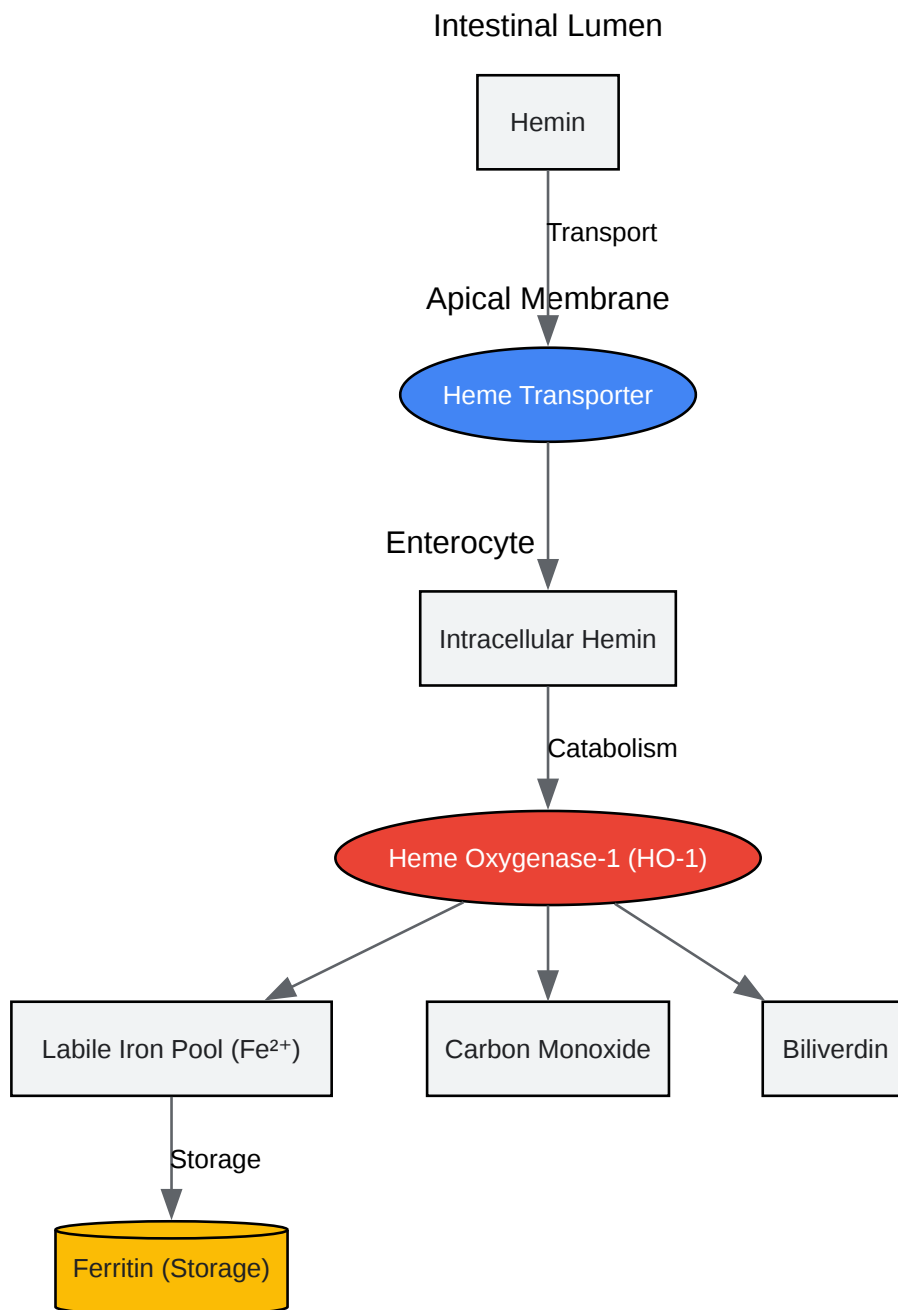 Intestinal Lumen
Hemin
Transport
Apical Membrane
Heme Transporter
Enterocyte
Intracellular Hemin
Catabolism
Heme Oxygenase-1 (HO-1)
Labile Iron Pool (Fe²⁺)
Carbon Monoxide
Biliverdin
Storage
Ferritin (Storage)